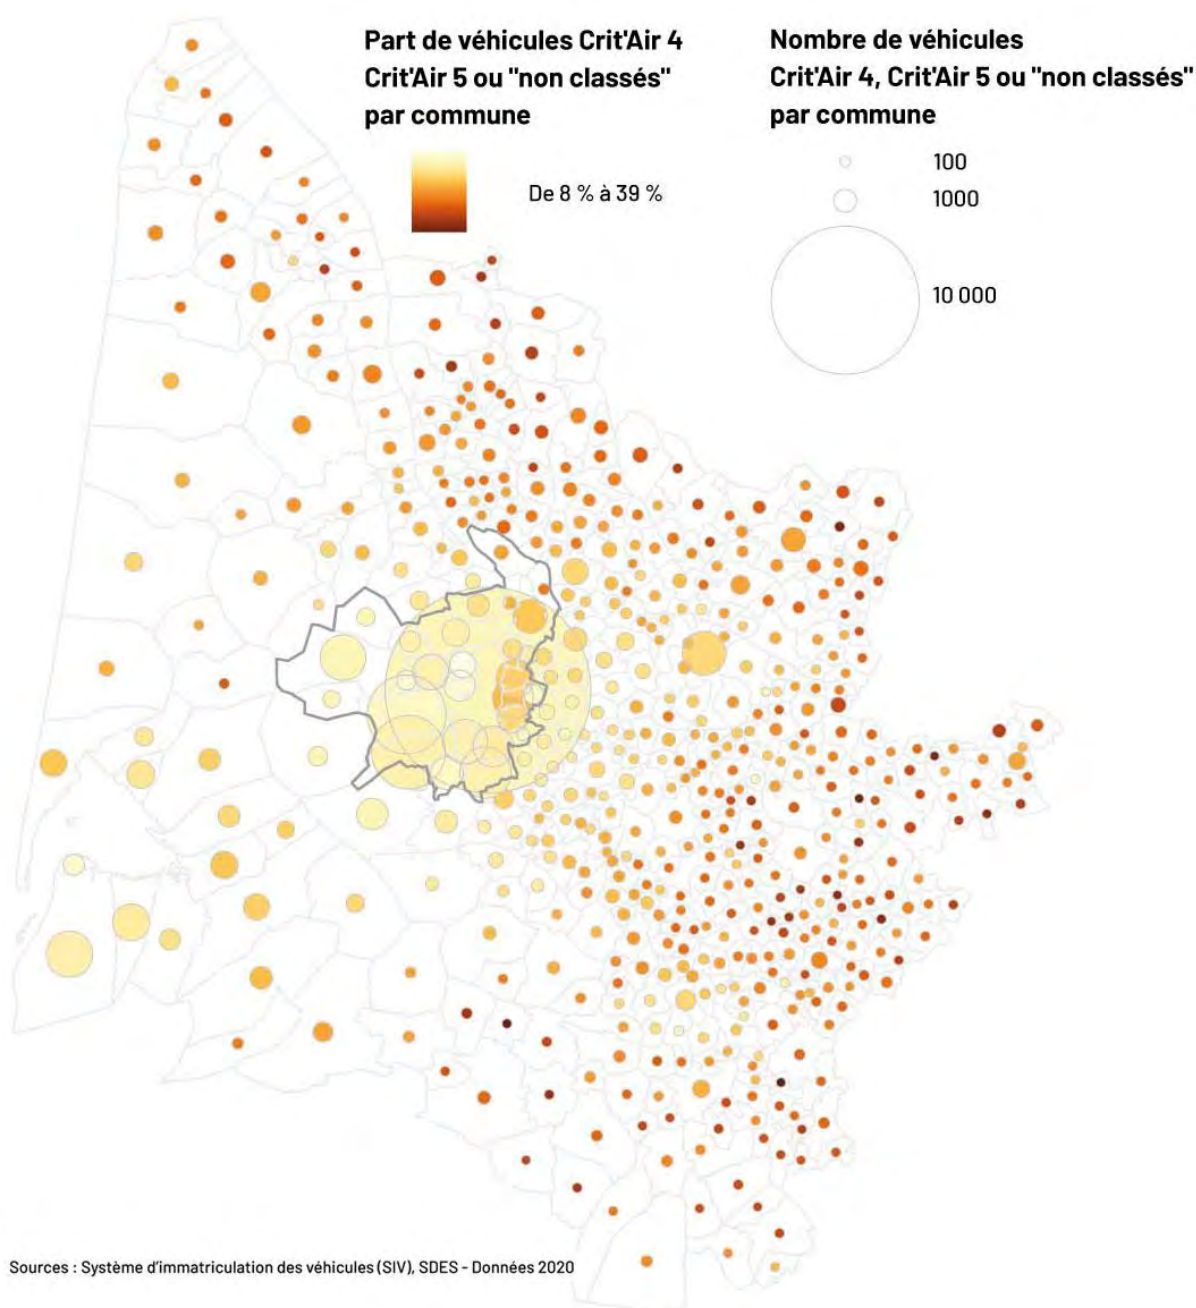 Part de véhicules Crit'Air 4
Crit'Air 5 ou "non classés"
par commune
De 8 % à 39 %
Nombre de véhicules
Crit'Air 4, Crit'Air 5 ou "non classés"
par commune
100
1000
10 000
Sources : Système d'immatriculation des véhicules (SIV), SDES - Données 2020